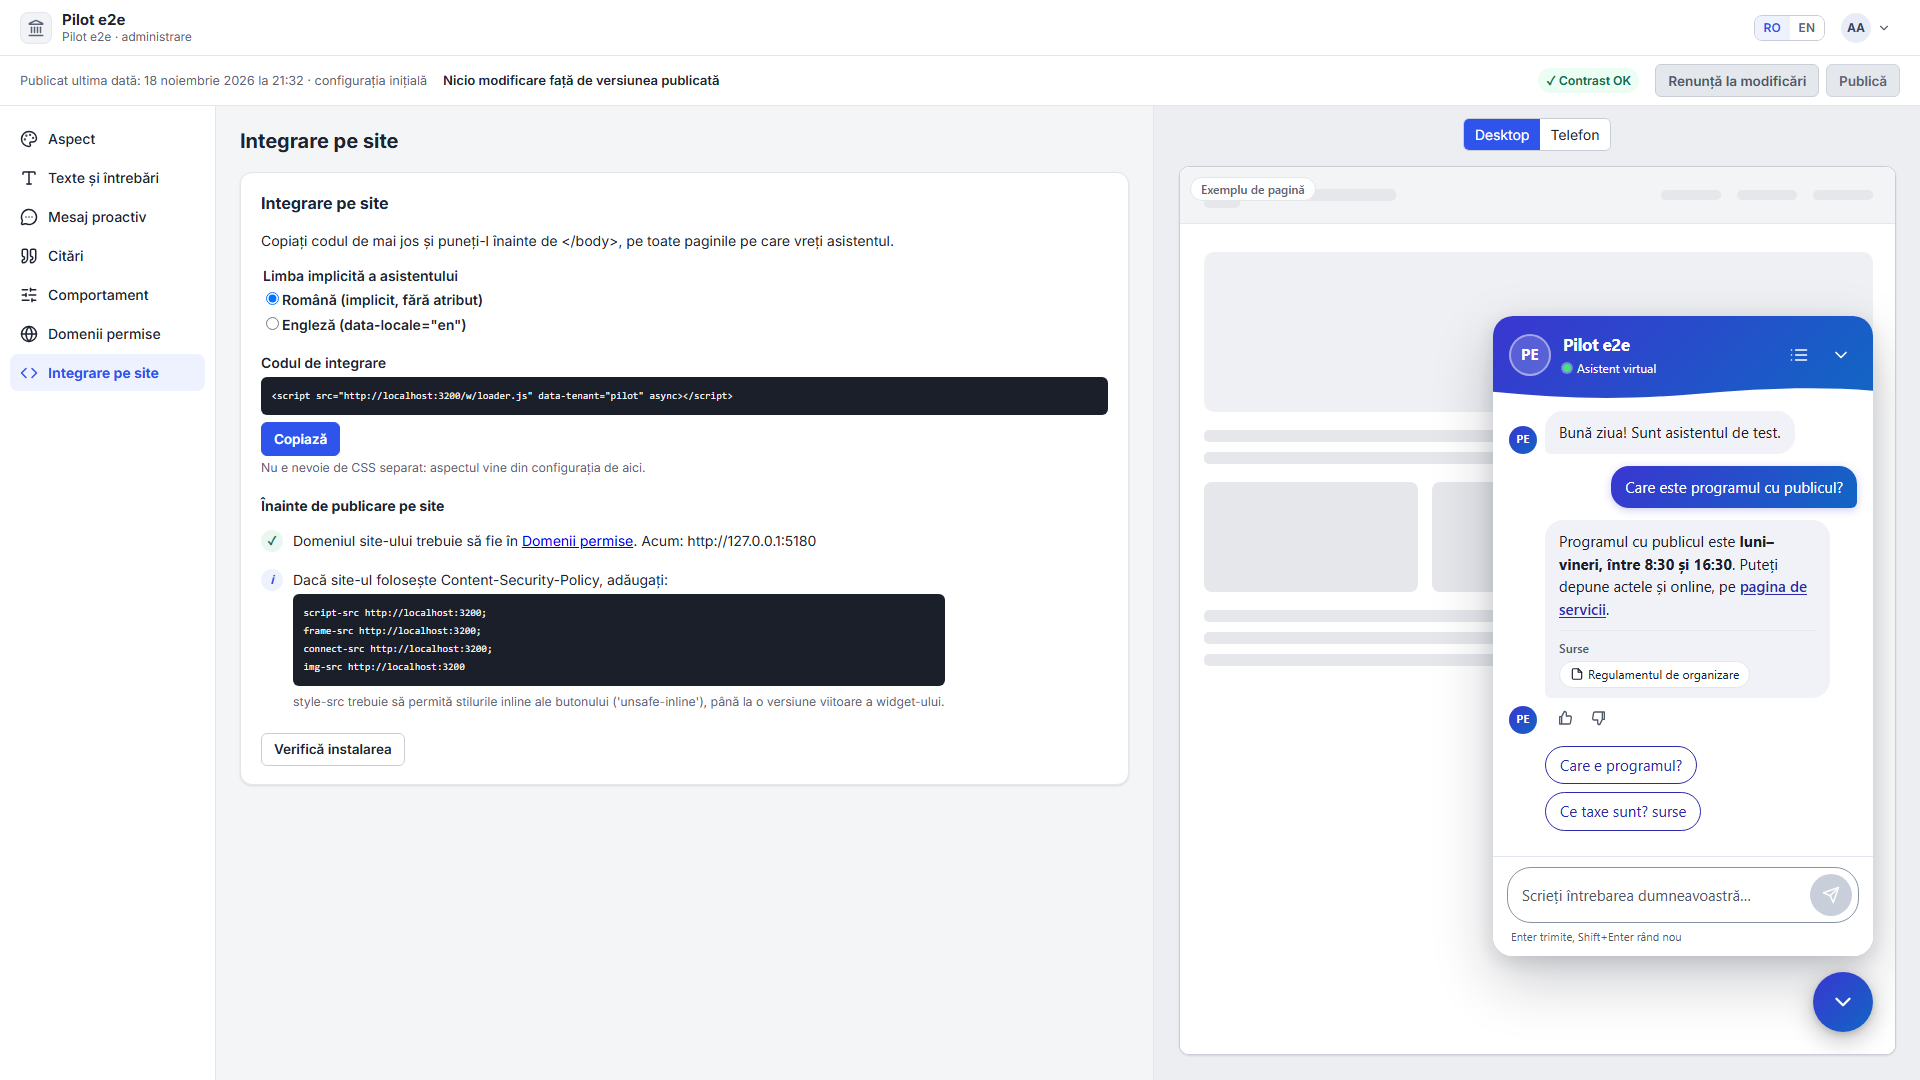 Pilot e2e
Pilot e2e · administrare
RO EN
AA
Publicat ultima dată: 18 noiembrie 2026 la 21:32 · configurația inițială
Nicio modificare față de versiunea publicată
✓ Contrast OK
Renunță la modificări
Publică
Aspect
Texte și întrebări
Mesaj proactiv
Citări
Comportament
Domenii permise
Integrare pe site
Integrare pe site
Integrare pe site
Copiați codul de mai jos și puneți-l înainte de </body>, pe toate paginile pe care vreți asistentul.
Limba implicită a asistentului
Română (implicit, fără atribut)
Engleză (data-locale="en")
Codul de integrare
<script src="http://localhost:3200/w/loader.js" data-tenant="pilot" async></script>
Copiază
Nu e nevoie de CSS separat: aspectul vine din configurația de aici.
Înainte de publicare pe site
✓ Domeniul site-ului trebuie să fie în Domenii permise. Acum: http://127.0.0.1:5180
i Dacă site-ul folosește Content-Security-Policy, adăugați:
script-src http://localhost:3200;
frame-src http://localhost:3200;
connect-src http://localhost:3200;
img-src http://localhost:3200
style-src trebuie să permită stilurile inline ale butonului ('unsafe-inline'), până la o versiune viitoare a widget-ului.
Verifică instalarea
Desktop
Telefon
Exemplu de pagină
PE
Pilot e2e
Asistent virtual
PE
Bună ziua! Sunt asistentul de test.
Care este programul cu publicul?
Programul cu publicul este luni–
vineri, între 8:30 și 16:30. Puteți
depune actele și online, pe pagina de
servicii.
Surse
Regulamentul de organizare
PE
Care e programul?
Ce taxe sunt? surse
Scrieți întrebarea dumneavoastră...
Enter trimite, Shift+Enter rând nou